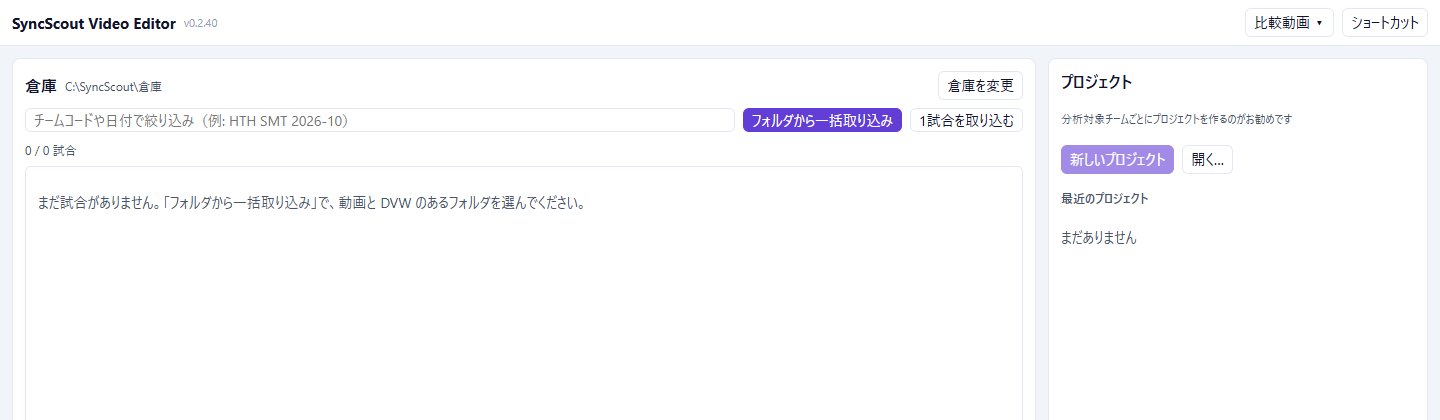 SyncScout Video Editor v0.2.40
比較動画 ▼ ショートカット
倉庫 C:\SyncScout\倉庫
倉庫を変更
チームコードや日付で絞り込み（例: HTH SMT 2026-10）
フォルダから一括取り込み 1試合を取り込む
0 / 0 試合
まだ試合がありません。「フォルダから一括取り込み」で、動画と DVW のあるフォルダを選んでください。
プロジェクト
分析対象チームごとにプロジェクトを作るのがお勧めです
新しいプロジェクト 開く...
最近のプロジェクト
まだありません